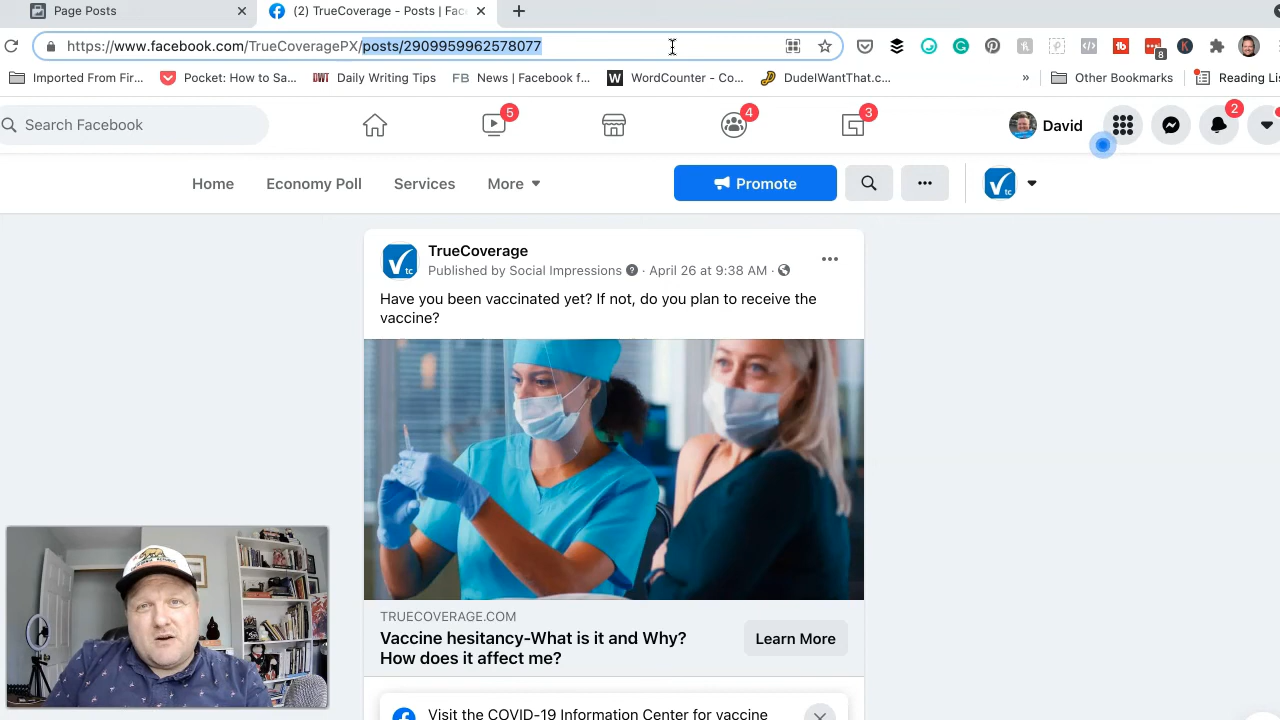 Page Posts
(2) TrueCoverage - Posts | Fac
https://www.facebook.com/TrueCoveragePX/posts/2909959962578077
8
Imported From Fir...
Pocket: How to Sa...
DWT Daily Writing Tips
FB News | Facebook f...
W WordCounter - Co...
DudeIWantThat.c...
»
Other Bookmarks
Reading Lis
Search Facebook
5
4
3
David
2
Home
Economy Poll
Services
More
Promote
tc
TrueCoverage
tc
Published by Social Impressions · April 26 at 9:38 AM ·
Have you been vaccinated yet? If not, do you plan to receive the
vaccine?
TRUECOVERAGE.COM
Vaccine hesitancy-What is it and Why?
How does it affect me?
Learn More
Visit the COVID-19 Information Center for vaccine